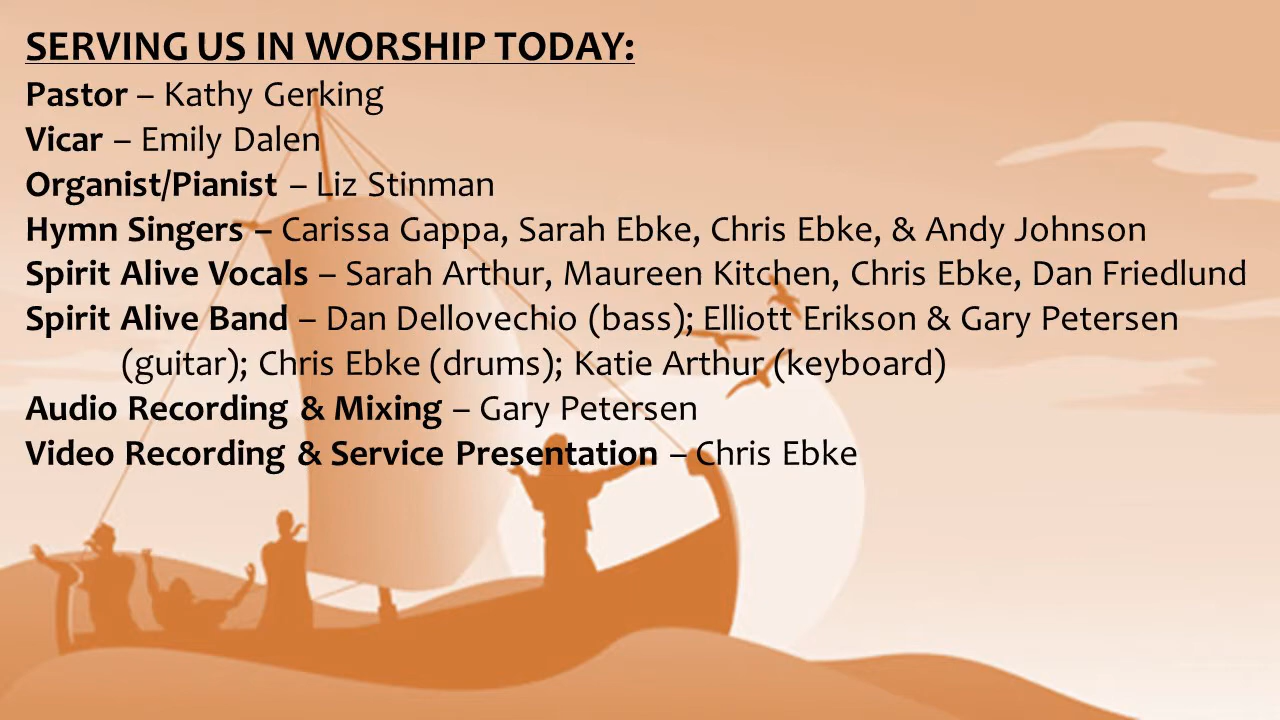 SERVING US IN WORSHIP TODAY:
Pastor – Kathy Gerking
Vicar – Emily Dalen
Organist/Pianist – Liz Stinman
Hymn Singers – Carissa Gappa, Sarah Ebke, Chris Ebke, & Andy Johnson
Spirit Alive Vocals – Sarah Arthur, Maureen Kitchen, Chris Ebke, Dan Friedlund
Spirit Alive Band – Dan Dellovechio (bass); Elliott Erikson & Gary Petersen
(guitar); Chris Ebke (drums); Katie Arthur (keyboard)
Audio Recording & Mixing – Gary Petersen
Video Recording & Service Presentation – Chris Ebke